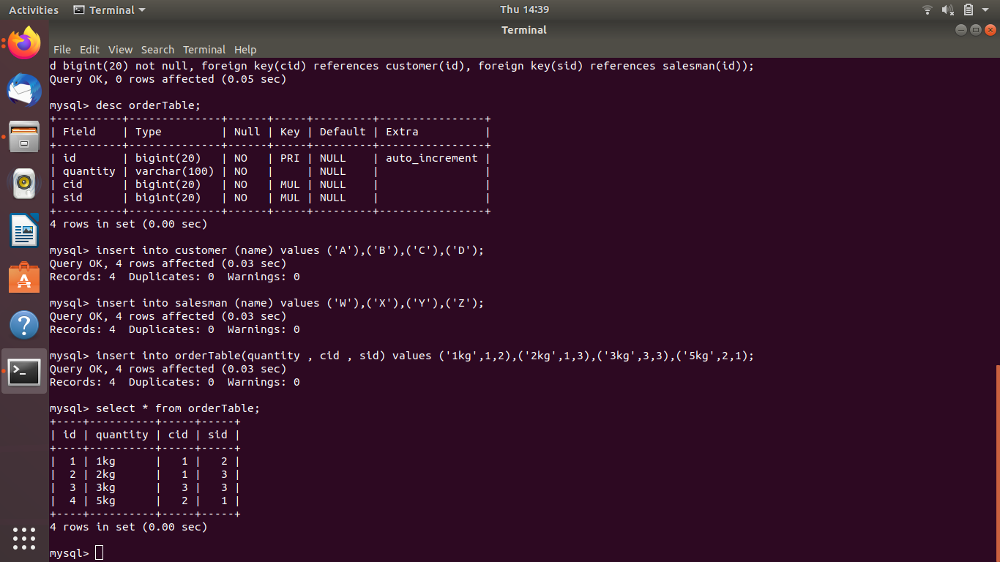 Activities Terminal Thu 14:39
Terminal
File Edit View Search Terminal Help
d bigint(20) not null, foreign key(cid) references customer(id), foreign key(sid) references salesman(id));
Query OK, 0 rows affected (0.05 sec)
mysql> desc orderTable;
+----------+--------------+------+-----+---------+----------------+
| Field    | Type         | Null | Key | Default | Extra          |
+----------+--------------+------+-----+---------+----------------+
| id       | bigint(20)   | NO   | PRI | NULL    | auto_increment |
| quantity | varchar(100) | NO   |     | NULL    |                |
| cid      | bigint(20)   | NO   | MUL | NULL    |                |
| sid      | bigint(20)   | NO   | MUL | NULL    |                |
+----------+--------------+------+-----+---------+----------------+
4 rows in set (0.00 sec)
mysql> insert into customer (name) values ('A'),('B'),('C'),('D');
Query OK, 4 rows affected (0.03 sec)
Records: 4  Duplicates: 0  Warnings: 0
mysql> insert into salesman (name) values ('W'),('X'),('Y'),('Z');
Query OK, 4 rows affected (0.03 sec)
Records: 4  Duplicates: 0  Warnings: 0
mysql> insert into orderTable(quantity , cid , sid) values ('1kg',1,2),('2kg',1,3),('3kg',3,3),('5kg',2,1);
Query OK, 4 rows affected (0.03 sec)
Records: 4  Duplicates: 0  Warnings: 0
mysql> select * from orderTable;
+----+----------+-----+-----+
| id | quantity | cid | sid |
+----+----------+-----+-----+
|  1 | 1kg      |   1 |   2 |
|  2 | 2kg      |   1 |   3 |
|  3 | 3kg      |   3 |   3 |
|  4 | 5kg      |   2 |   1 |
+----+----------+-----+-----+
4 rows in set (0.00 sec)
mysql>